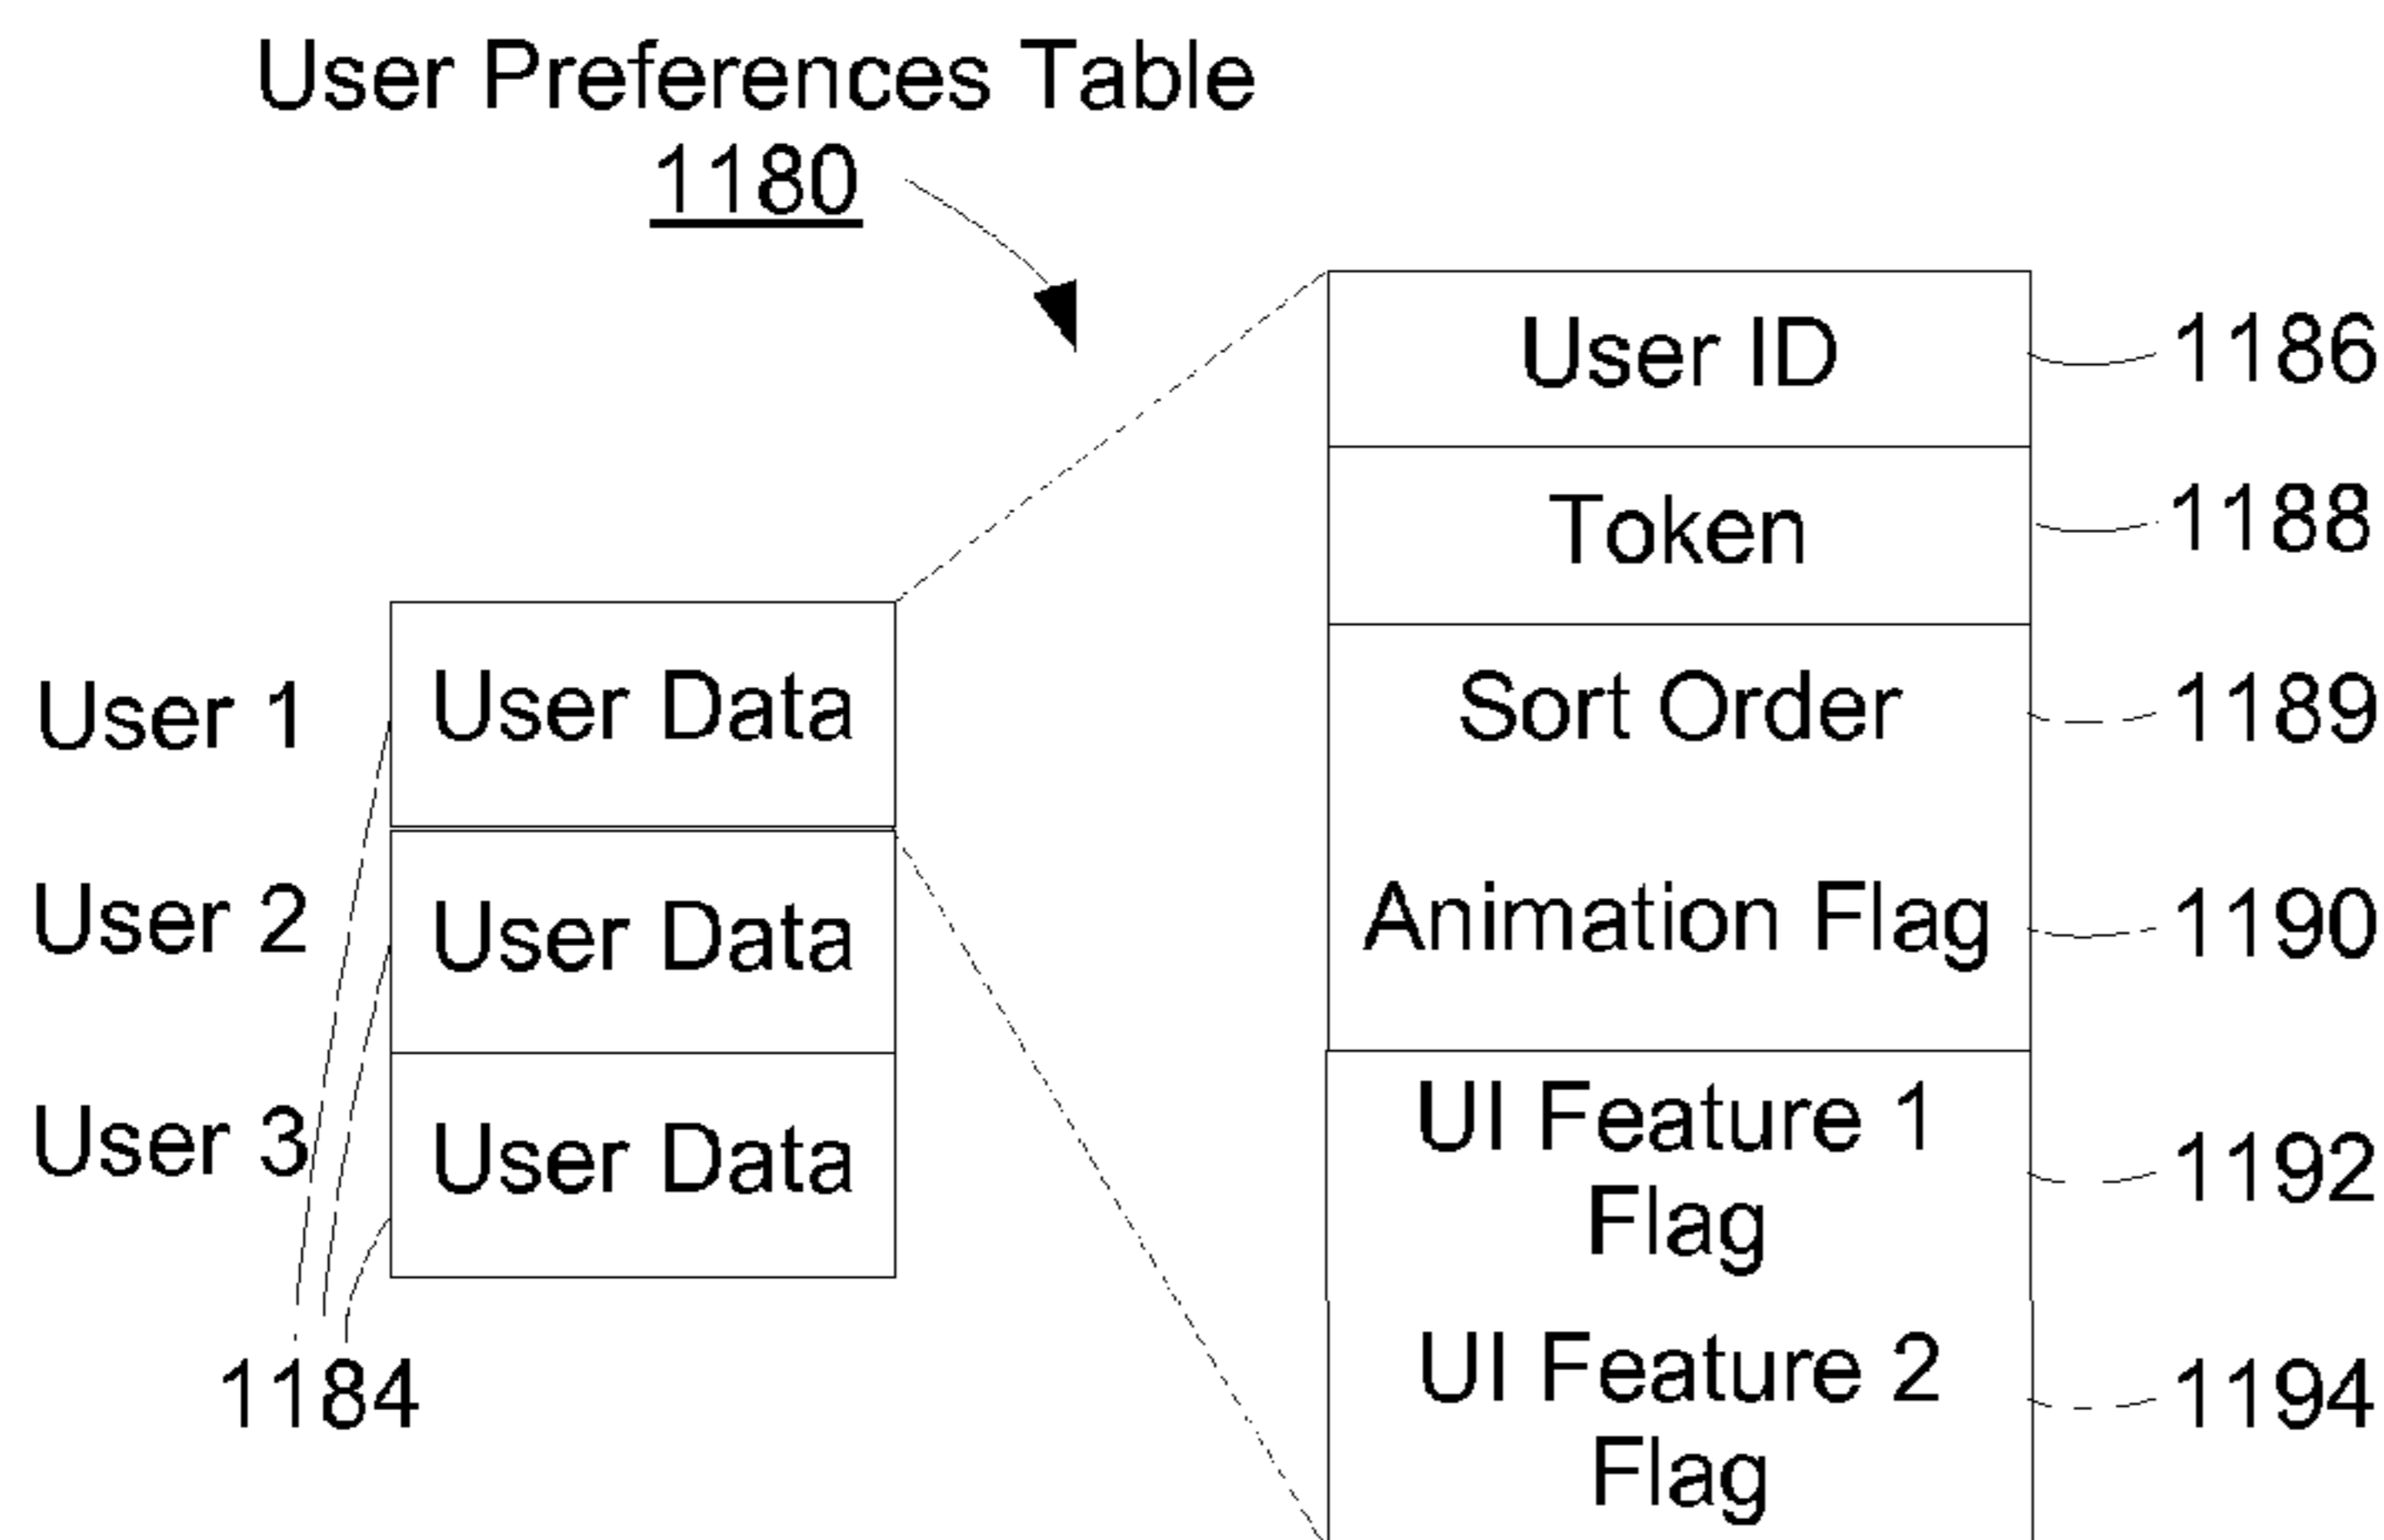 User Preferences Table
1180
User 1
User Data
User 2
User Data
User 3
User Data
1184
User ID
1186
Token
1188
Sort Order
1189
Animation Flag
1190
UI Feature 1
Flag
1192
UI Feature 2
Flag
1194